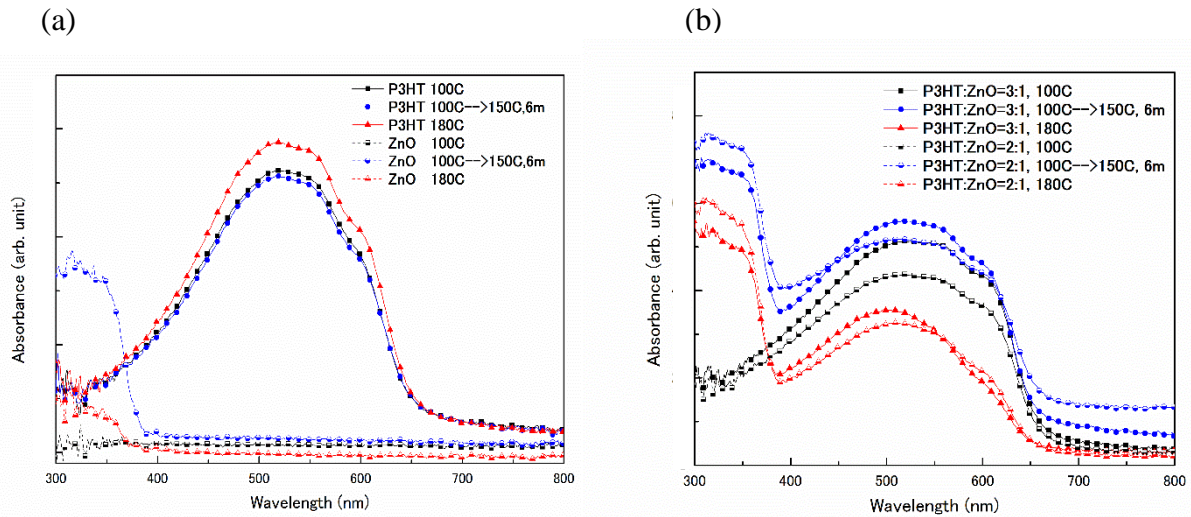 (a)
(b)
P3HT 100C
P3HT 100C-->150C,6m
P3HT 180C
ZnO 100C
ZnO 100C-->150C,6m
ZnO 180C
Absorbance (arb. unit)
300 400 500 600 700 800
Wavelength (nm)
P3HT:ZnO=3:1, 100C
P3HT:ZnO=3:1, 100C-->150C, 6m
P3HT:ZnO=3:1, 180C
P3HT:ZnO=2:1, 100C
P3HT:ZnO=2:1, 100C-->150C, 6m
P3HT:ZnO=2:1, 180C
Absorbance (arb. unit)
300 400 500 600 700 800
Wavelength (nm)